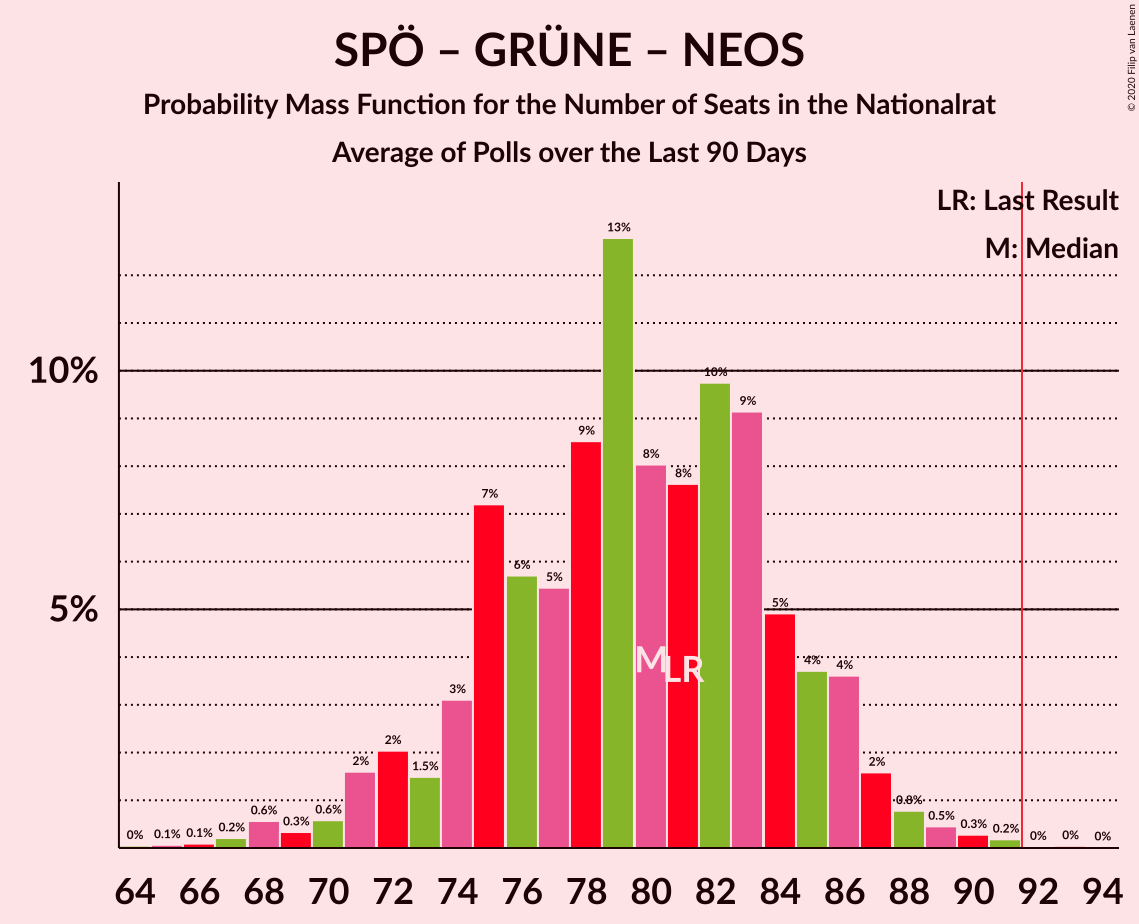 SPÖ – GRÜNE – NEOS
Probability Mass Function for the Number of Seats in the Nationalrat
Average of Polls over the Last 90 Days
© 2020 Filip van Laenen
LR: Last Result
M: Median
10%
5%
0% 0.1% 0.1% 0.2% 0.6% 0.3% 0.6% 2% 2% 1.5% 3% 7% 6% 5% 9% 13% 8% 8% 10% 9% 5% 4% 4% 2% 0.8% 0.5% 0.3% 0.2% 0% 0% 0%
M LR
64 66 68 70 72 74 76 78 80 82 84 86 88 90 92 94